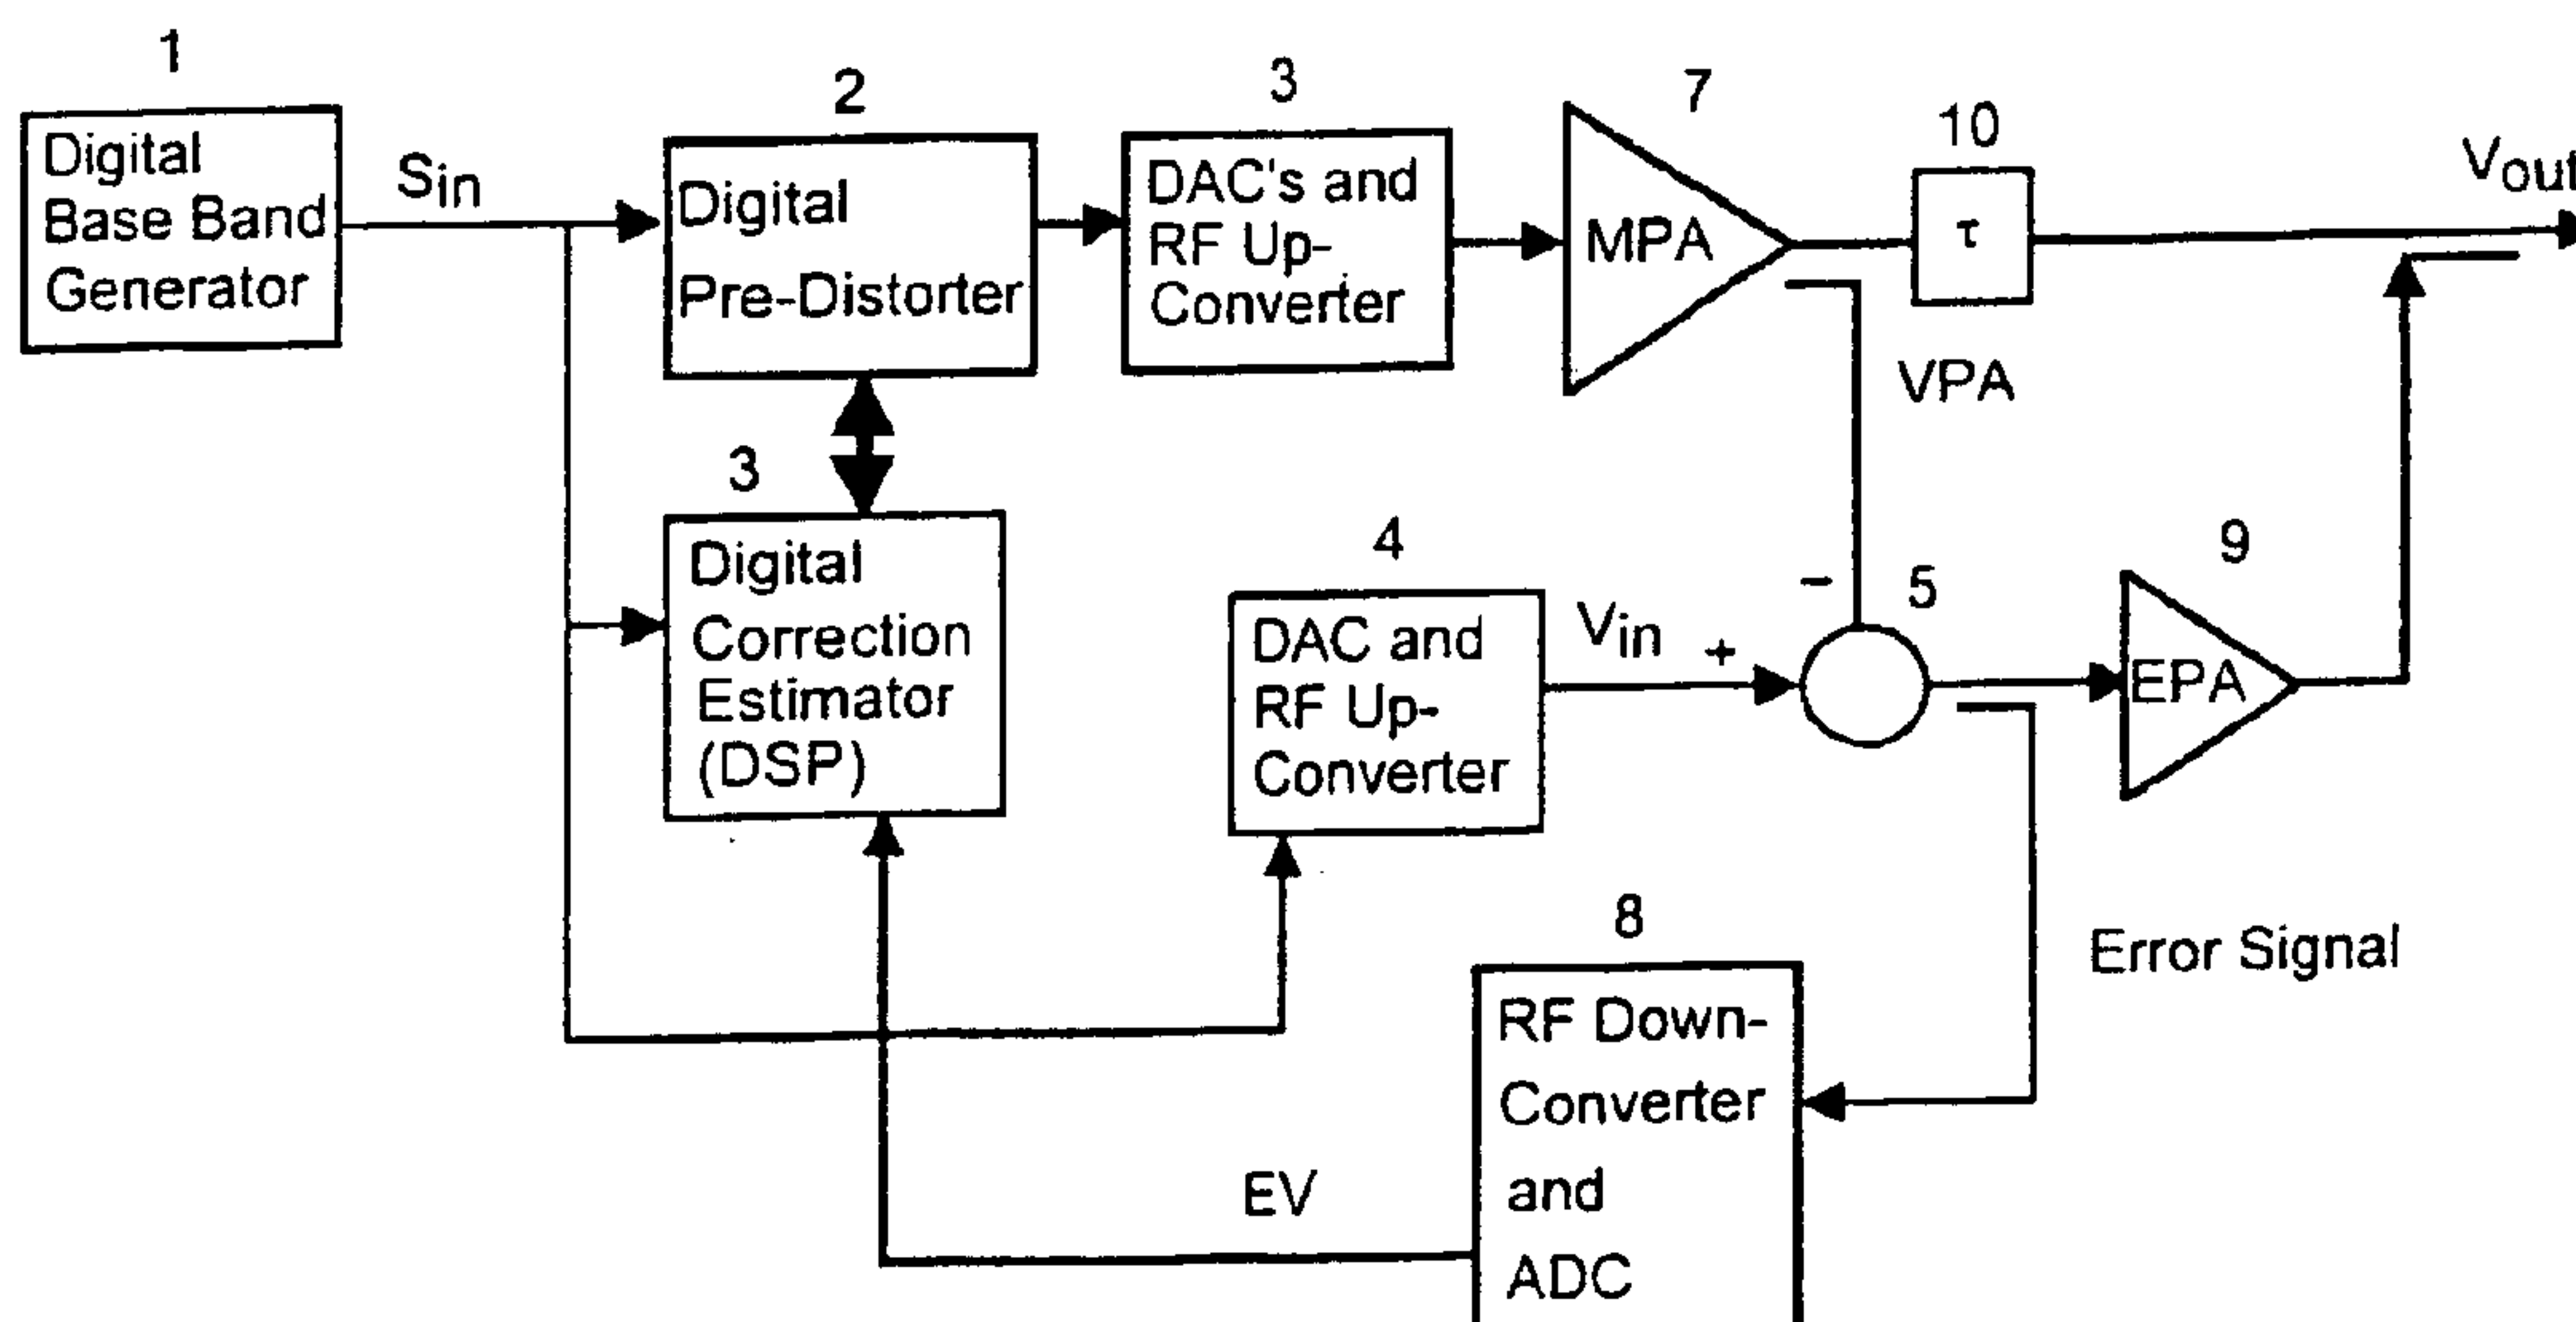 1
Digital
Base Band
Generator
Sin
2
Digital
Pre-Distorter
3
DAC's and
RF Up-
Converter
7
MPA
10
τ
Vout
VPA
3
Digital
Correction
Estimator
(DSP)
4
DAC and
RF Up-
Converter
Vin
+
−
5
9
EPA
Error Signal
8
RF Down-
Converter
and
ADC
EV